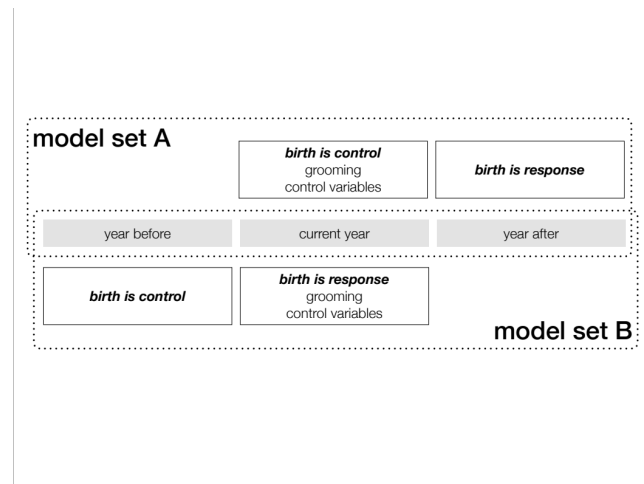 model set A
birth is control
grooming
control variables
birth is response
year before
current year
year after
birth is control
birth is response
grooming
control variables
model set B